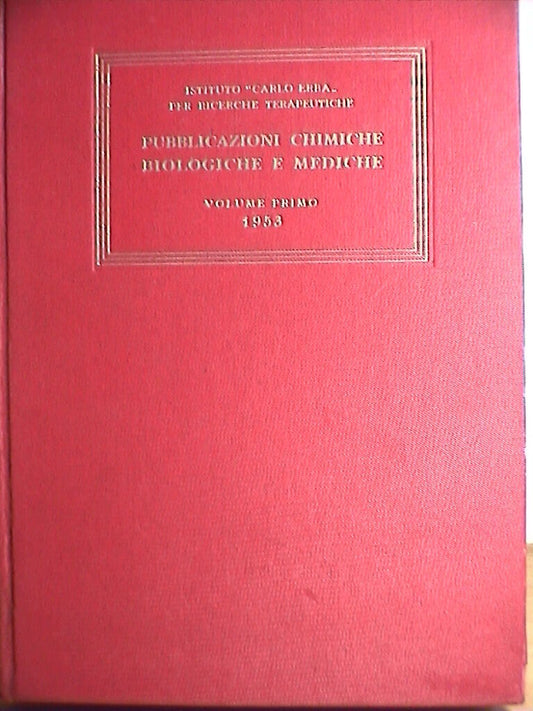 ISTITUTO "CARLO ERBA„
PER RICERCHE TERAPEUTICHE
PUBBLICAZIONI CHIMICHE
BIOLOGICHE E MEDICHE
VOLUME PRIMO
1953